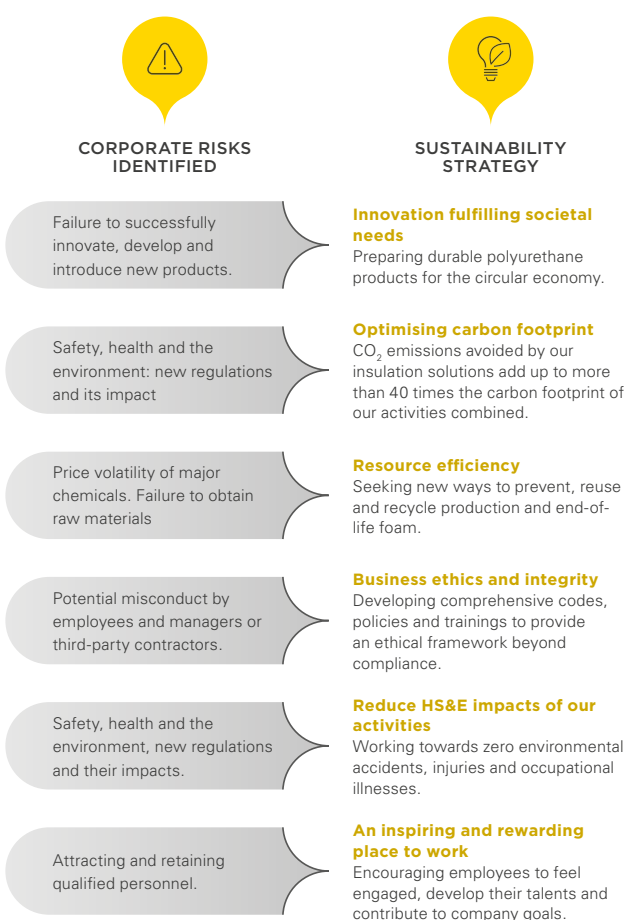 CORPORATE RISKS
IDENTIFIED
SUSTAINABILITY
STRATEGY
Failure to successfully
innovate, develop and
introduce new products.
Innovation fulfilling societal
needs
Preparing durable polyurethane
products for the circular economy.
Safety, health and the
environment: new regulations
and its impact
Optimising carbon footprint
CO₂ emissions avoided by our
insulation solutions add up to more
than 40 times the carbon footprint of
our activities combined.
Price volatility of major
chemicals. Failure to obtain
raw materials
Resource efficiency
Seeking new ways to prevent, reuse
and recycle production and end-of-
life foam.
Potential misconduct by
employees and managers or
third-party contractors.
Business ethics and integrity
Developing comprehensive codes,
policies and trainings to provide
an ethical framework beyond
compliance.
Safety, health and the
environment, new regulations
and their impacts.
Reduce HS&E impacts of our
activities
Working towards zero environmental
accidents, injuries and occupational
illnesses.
Attracting and retaining
qualified personnel.
An inspiring and rewarding
place to work
Encouraging employees to feel
engaged, develop their talents and
contribute to company goals.